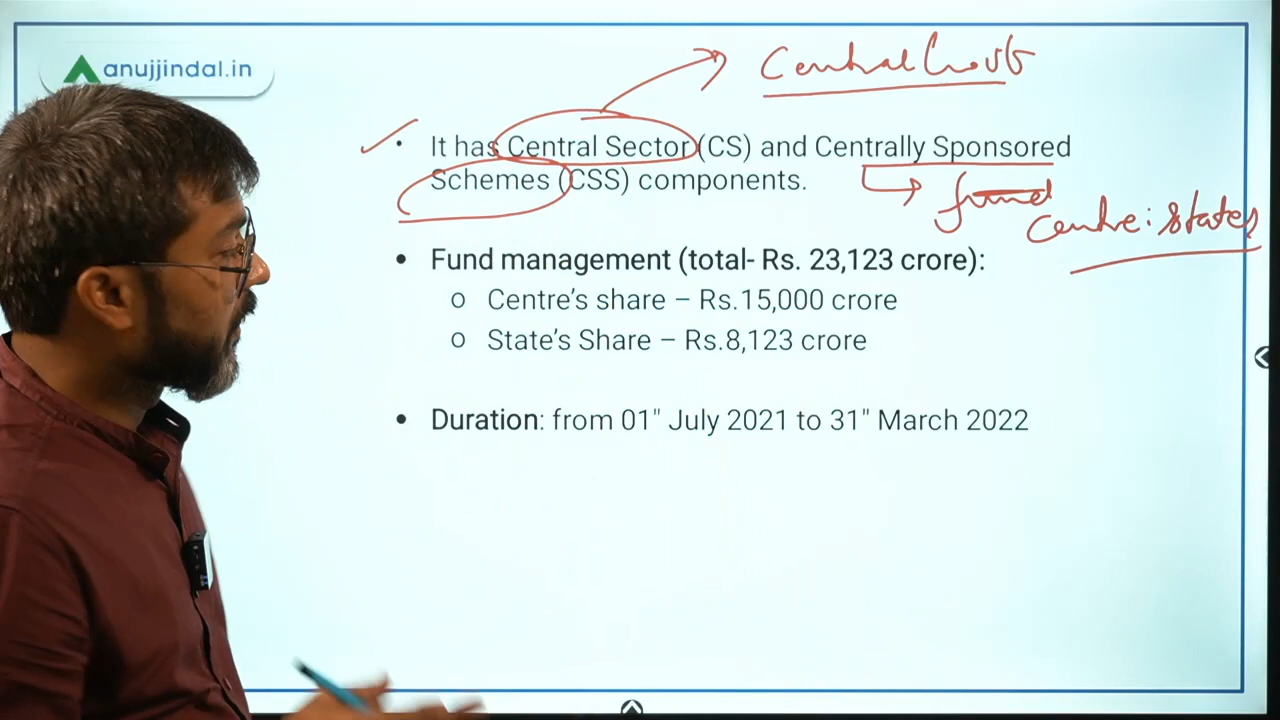 anujjindal.in
Central Govt
• It has Central Sector (CS) and Centrally Sponsored
Schemes (CSS) components.
fund
Centre: States
• Fund management (total- Rs. 23,123 crore):
o Centre’s share – Rs.15,000 crore
o State’s Share – Rs.8,123 crore
• Duration: from 01" July 2021 to 31" March 2022